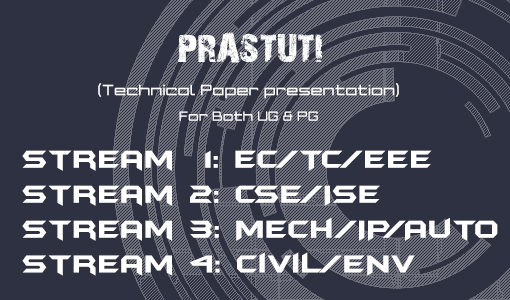 PRASTUTI
(Technical Paper presentation)
For Both UG & PG
STREAM 1: EC/TC/EEE
STREAM 2: CSE/ISE
STREAM 3: MECH/IP/AUTO
STREAM 4: CIVIL/ENV